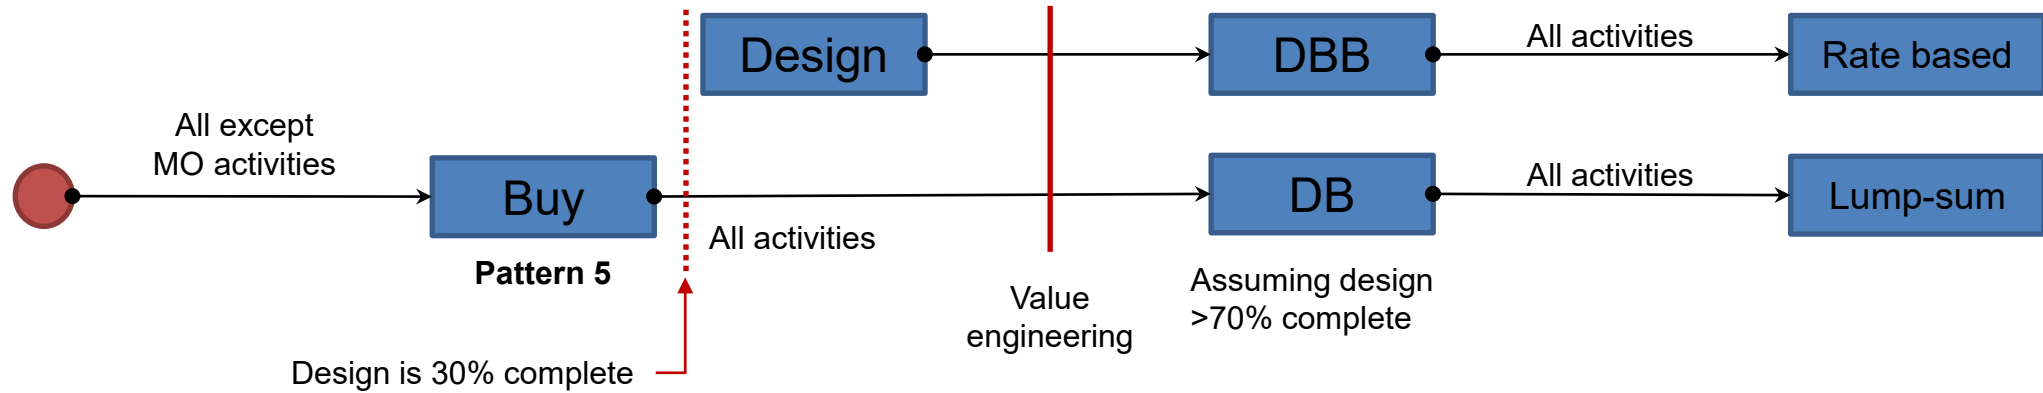 Design
DBB
All activities
Rate based
All except
MO activities
Buy
Pattern 5
All activities
DB
All activities
Lump-sum
Value
engineering
Assuming design
>70% complete
Design is 30% complete